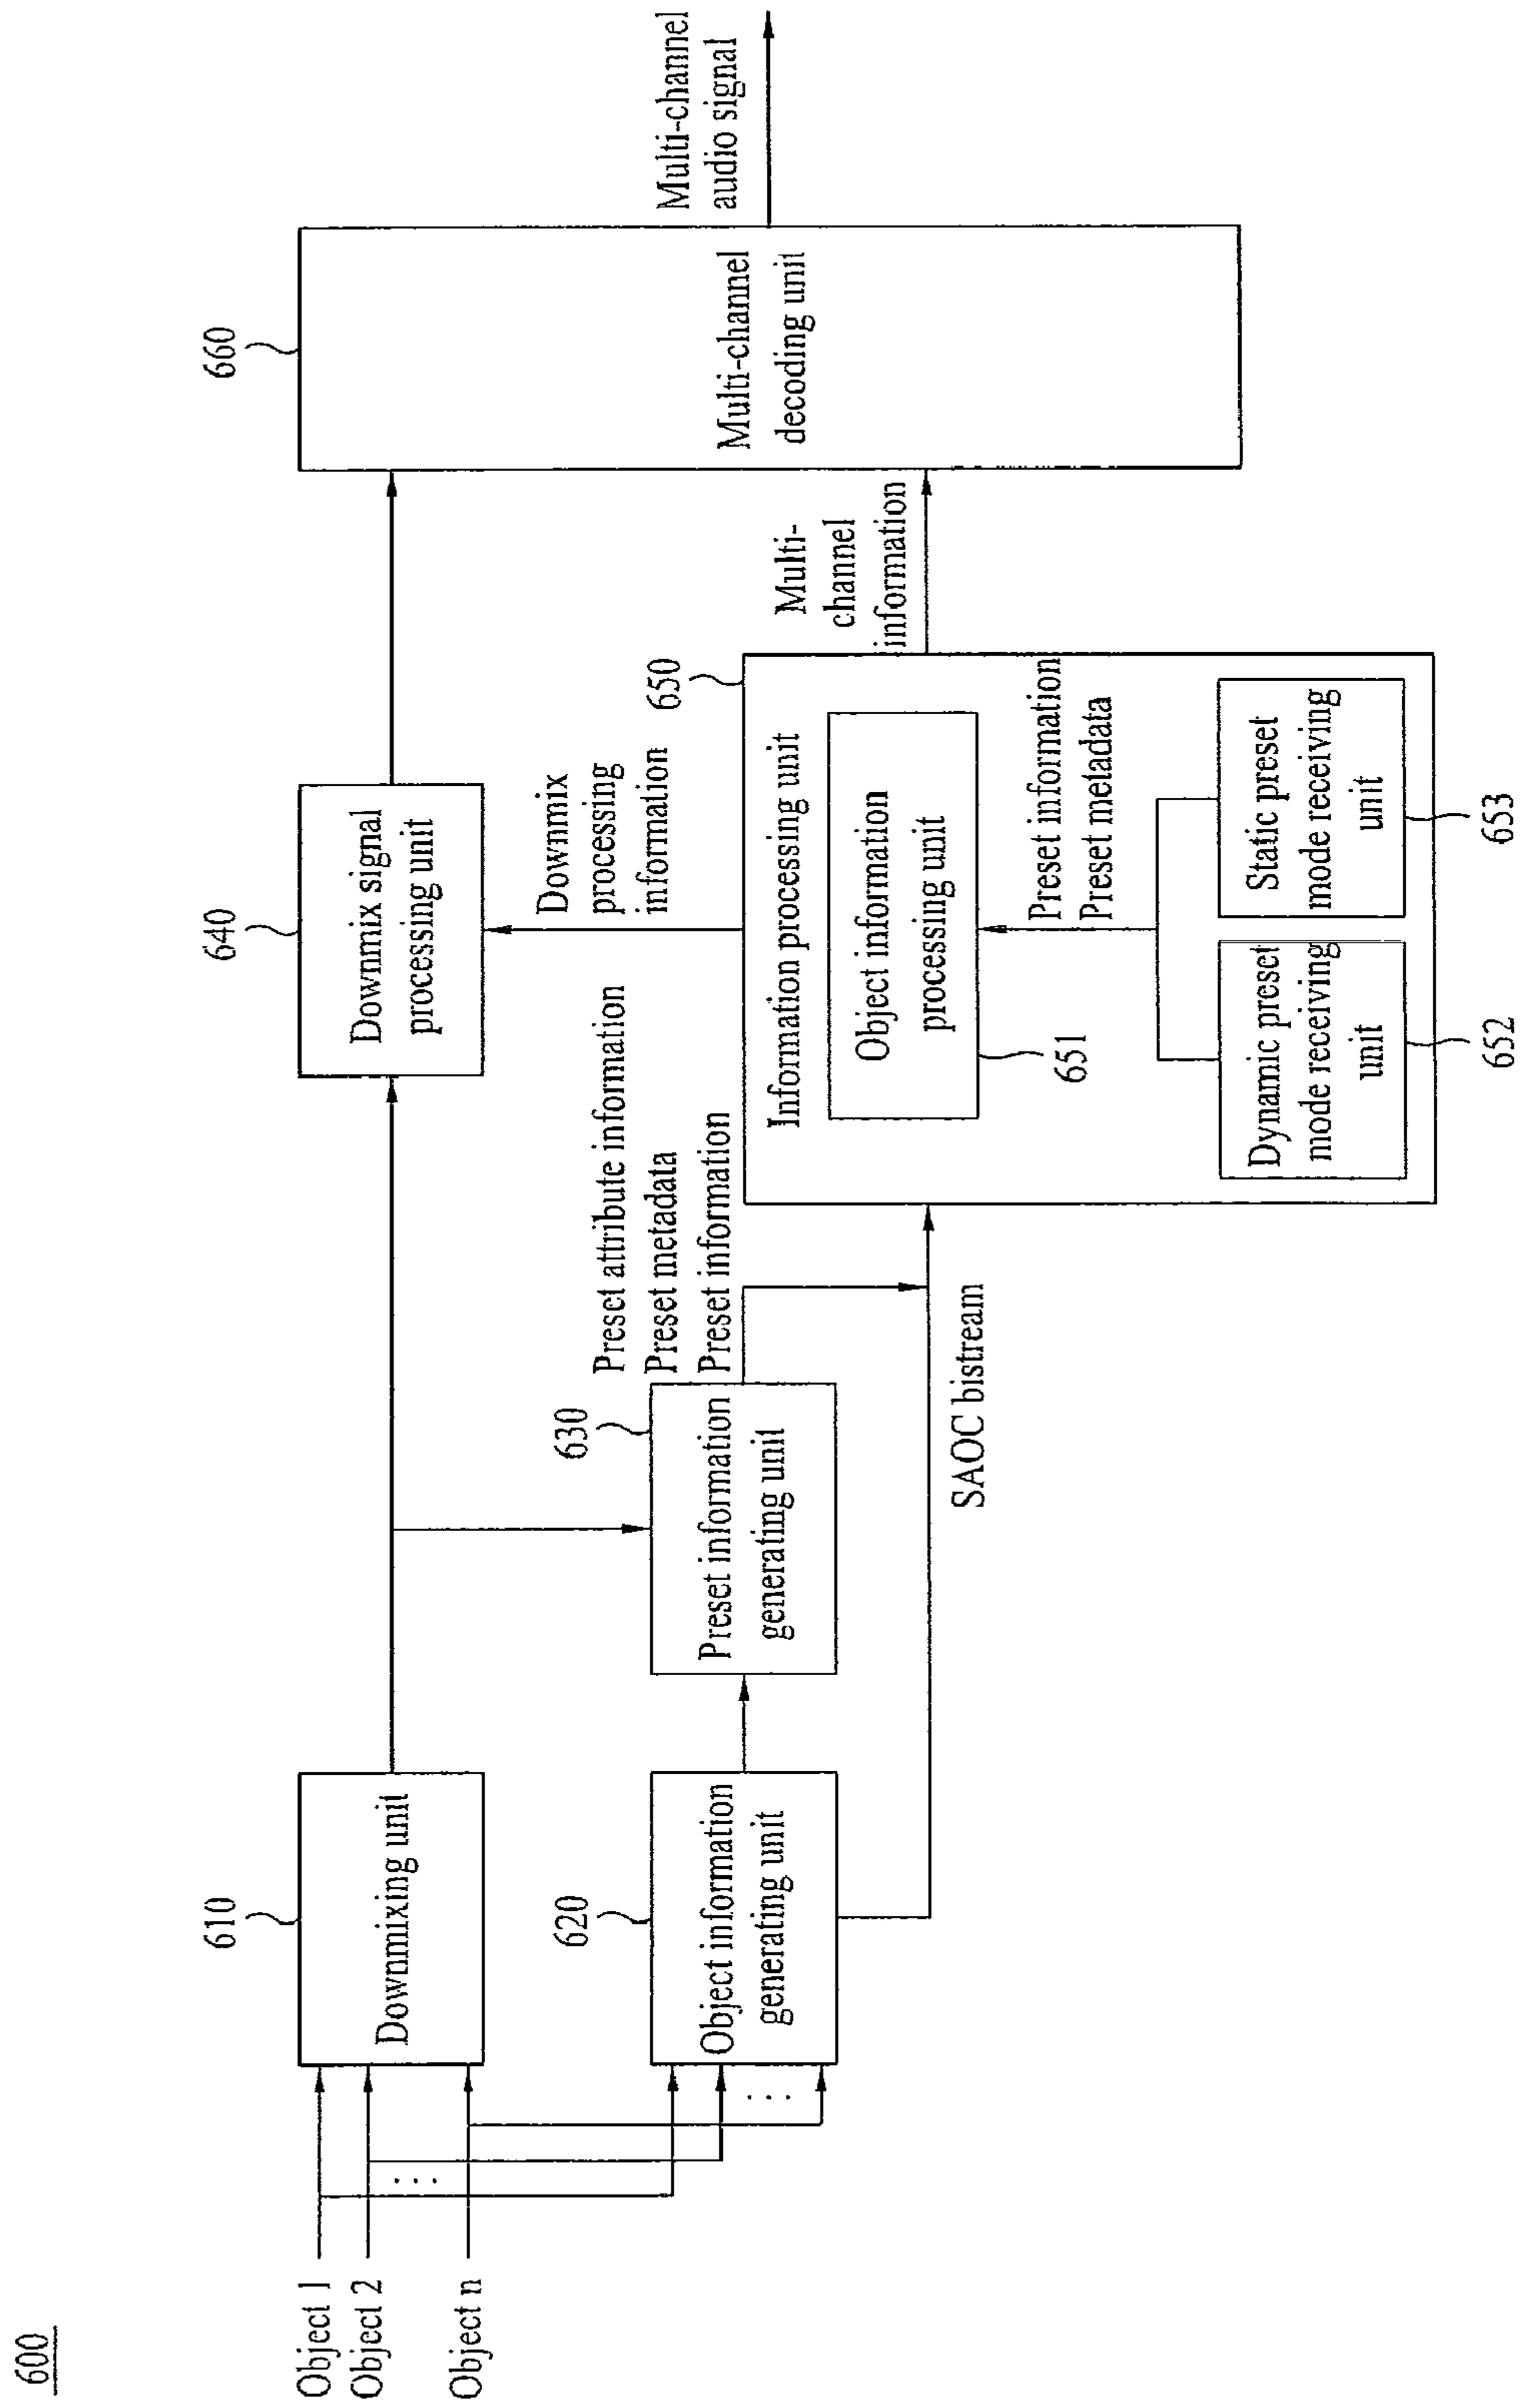 600
Object 1
Object 2
Object n
. . .
. . .
610
Downmixing unit
620
Object information
generating unit
630
Preset information
generating unit
Preset attribute information
Preset metadata
Preset information
SAOC bistream
640
Downmix signal
processing unit
Downmix
processing
information
650
Information processing unit
Object information
processing unit
651
Preset information
Preset metadata
Dynamic preset
mode receiving
unit
652
Static preset
mode receiving
unit
653
Multi-
channel
information
660
Multi-channel
decoding unit
Multi-channel
audio signal